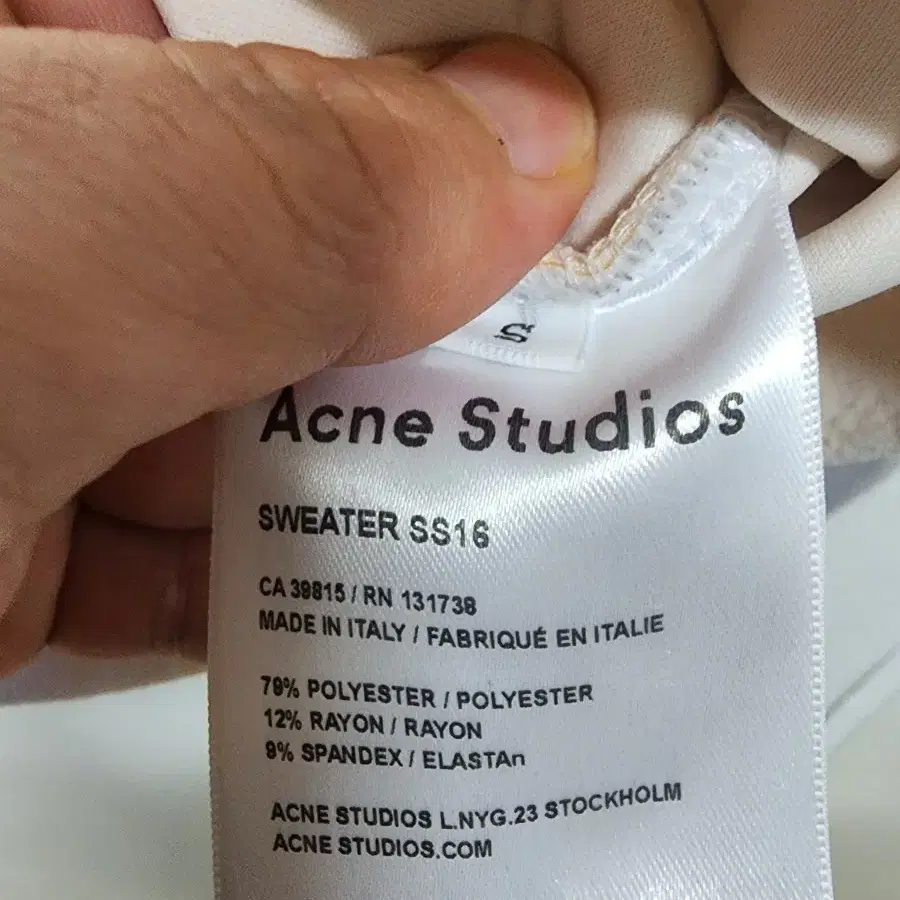 S
Acne Studios
SWEATER SS16
CA 39815 / RN 131738
MADE IN ITALY / FABRIQUÉ EN ITALIE
79% POLYESTER / POLYESTER
12% RAYON / RAYON
9% SPANDEX / ELASTAn
ACNE STUDIOS L.NYG.23 STOCKHOLM
ACNE STUDIOS.COM